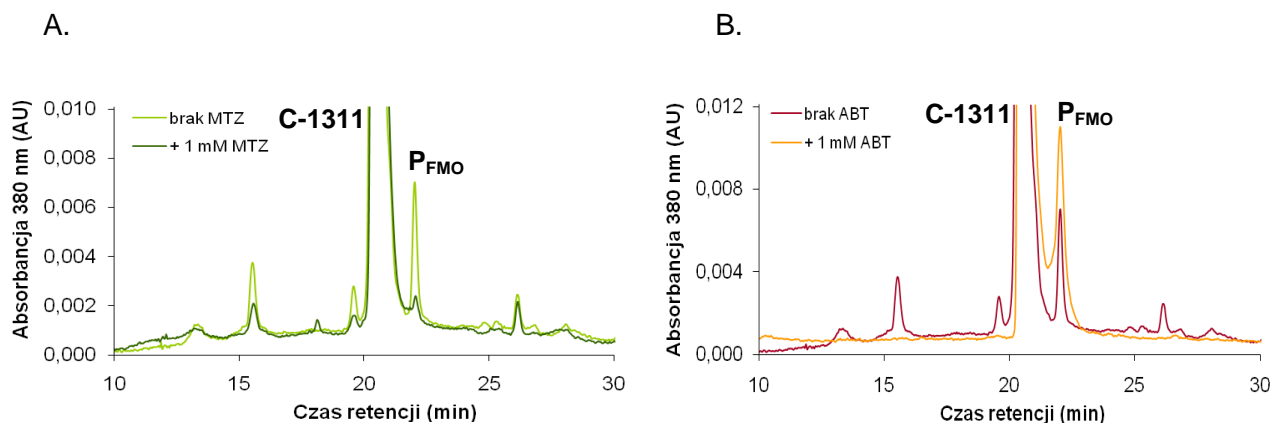 A.
Absorbancja 380 nm (AU)
0,010
0,008
0,006
0,004
0,002
0,000
brak MTZ
+ 1 mM MTZ
C-1311
PFMO
10 15 20 25 30
Czas retencji (min)
B.
Absorbancja 380 nm (AU)
0,012
0,008
0,004
0,000
brak ABT
+ 1 mM ABT
C-1311
PFMO
10 15 20 25 30
Czas retencji (min)